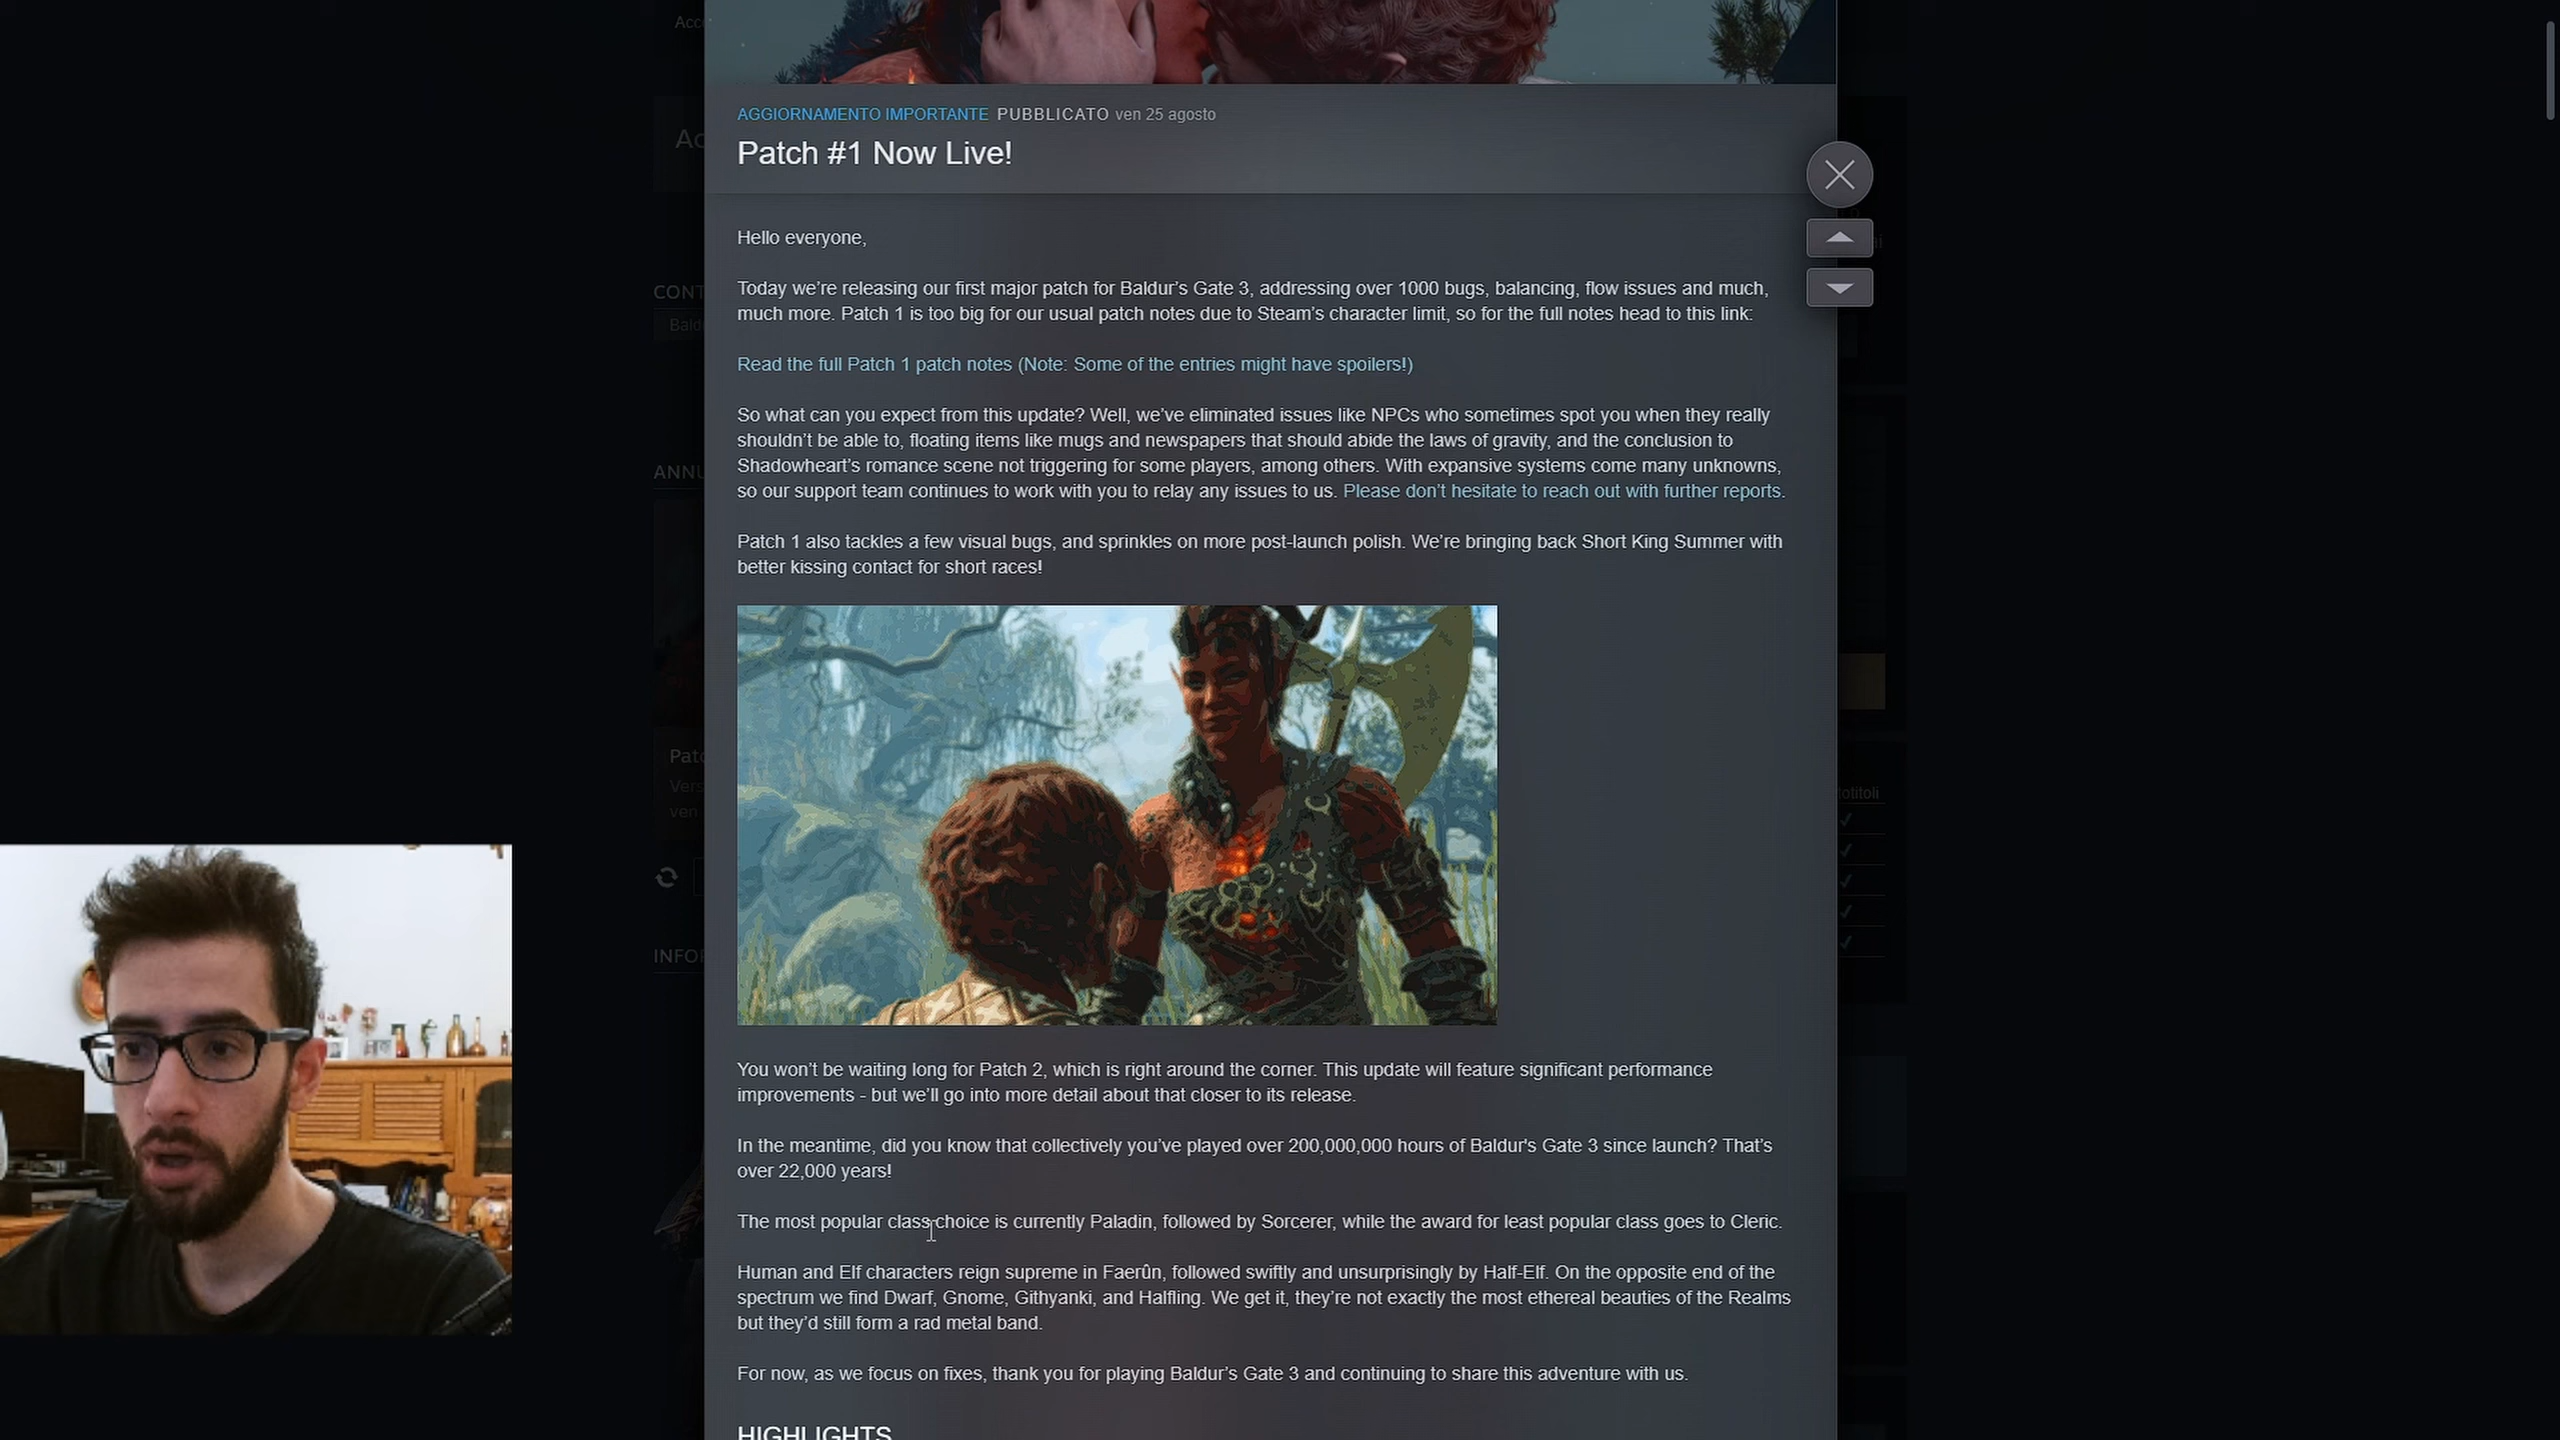 Acc
AGGIORNAMENTO IMPORTANTE PUBBLICATO ven 25 agosto
Patch #1 Now Live!
Hello everyone,
Today we’re releasing our first major patch for Baldur’s Gate 3, addressing over 1000 bugs, balancing, flow issues and much,
much more. Patch 1 is too big for our usual patch notes due to Steam’s character limit, so for the full notes head to this link:
Read the full Patch 1 patch notes (Note: Some of the entries might have spoilers!)
So what can you expect from this update? Well, we’ve eliminated issues like NPCs who sometimes spot you when they really
shouldn’t be able to, floating items like mugs and newspapers that should abide the laws of gravity, and the conclusion to
Shadowheart’s romance scene not triggering for some players, among others. With expansive systems come many unknowns,
so our support team continues to work with you to relay any issues to us. Please don’t hesitate to reach out with further reports.
Patch 1 also tackles a few visual bugs, and sprinkles on more post-launch polish. We’re bringing back Short King Summer with
better kissing contact for short races!
You won’t be waiting long for Patch 2, which is right around the corner. This update will feature significant performance
improvements - but we’ll go into more detail about that closer to its release.
In the meantime, did you know that collectively you’ve played over 200,000,000 hours of Baldur's Gate 3 since launch? That’s
over 22,000 years!
The most popular class choice is currently Paladin, followed by Sorcerer, while the award for least popular class goes to Cleric.
Human and Elf characters reign supreme in Faerûn, followed swiftly and unsurprisingly by Half-Elf. On the opposite end of the
spectrum we find Dwarf, Gnome, Githyanki, and Halfling. We get it, they’re not exactly the most ethereal beauties of the Realms
but they’d still form a rad metal band.
For now, as we focus on fixes, thank you for playing Baldur’s Gate 3 and continuing to share this adventure with us.
HIGHLIGHTS
Ac
CONT
Bald
ANNU
Patc
Vers
ven
INFOR
otitoli